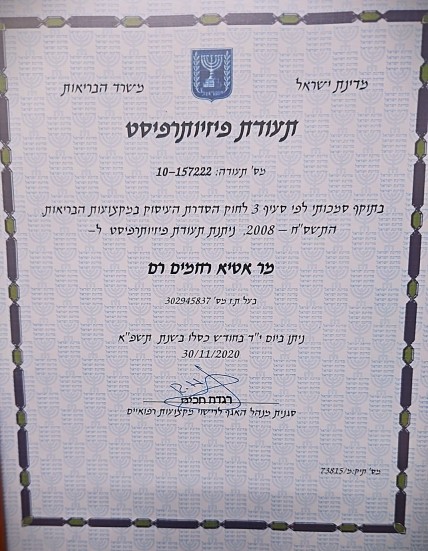 מדינת ישראל
משרד הבריאות
תעודת פיזיותרפיסט
מס' תעודה: 10-157222
בתוקף סמכותי לפי סעיף 3 לחוק הסדרת העיסוק במקצועות הבריאות,
התשס"ח – 2008, ניתנת תעודת פיזיותרפיסט ל–
מר אטיא רחמים רם
בעל ת.ז מס' 302945837
ניתן ביום י"ד בחודש כסלו בשנת תשפ"א
30/11/2020
רגדה חכים
סגנית מנהל האגף לרישוי מקצועות רפואיים
מס' תיק:מ/73815